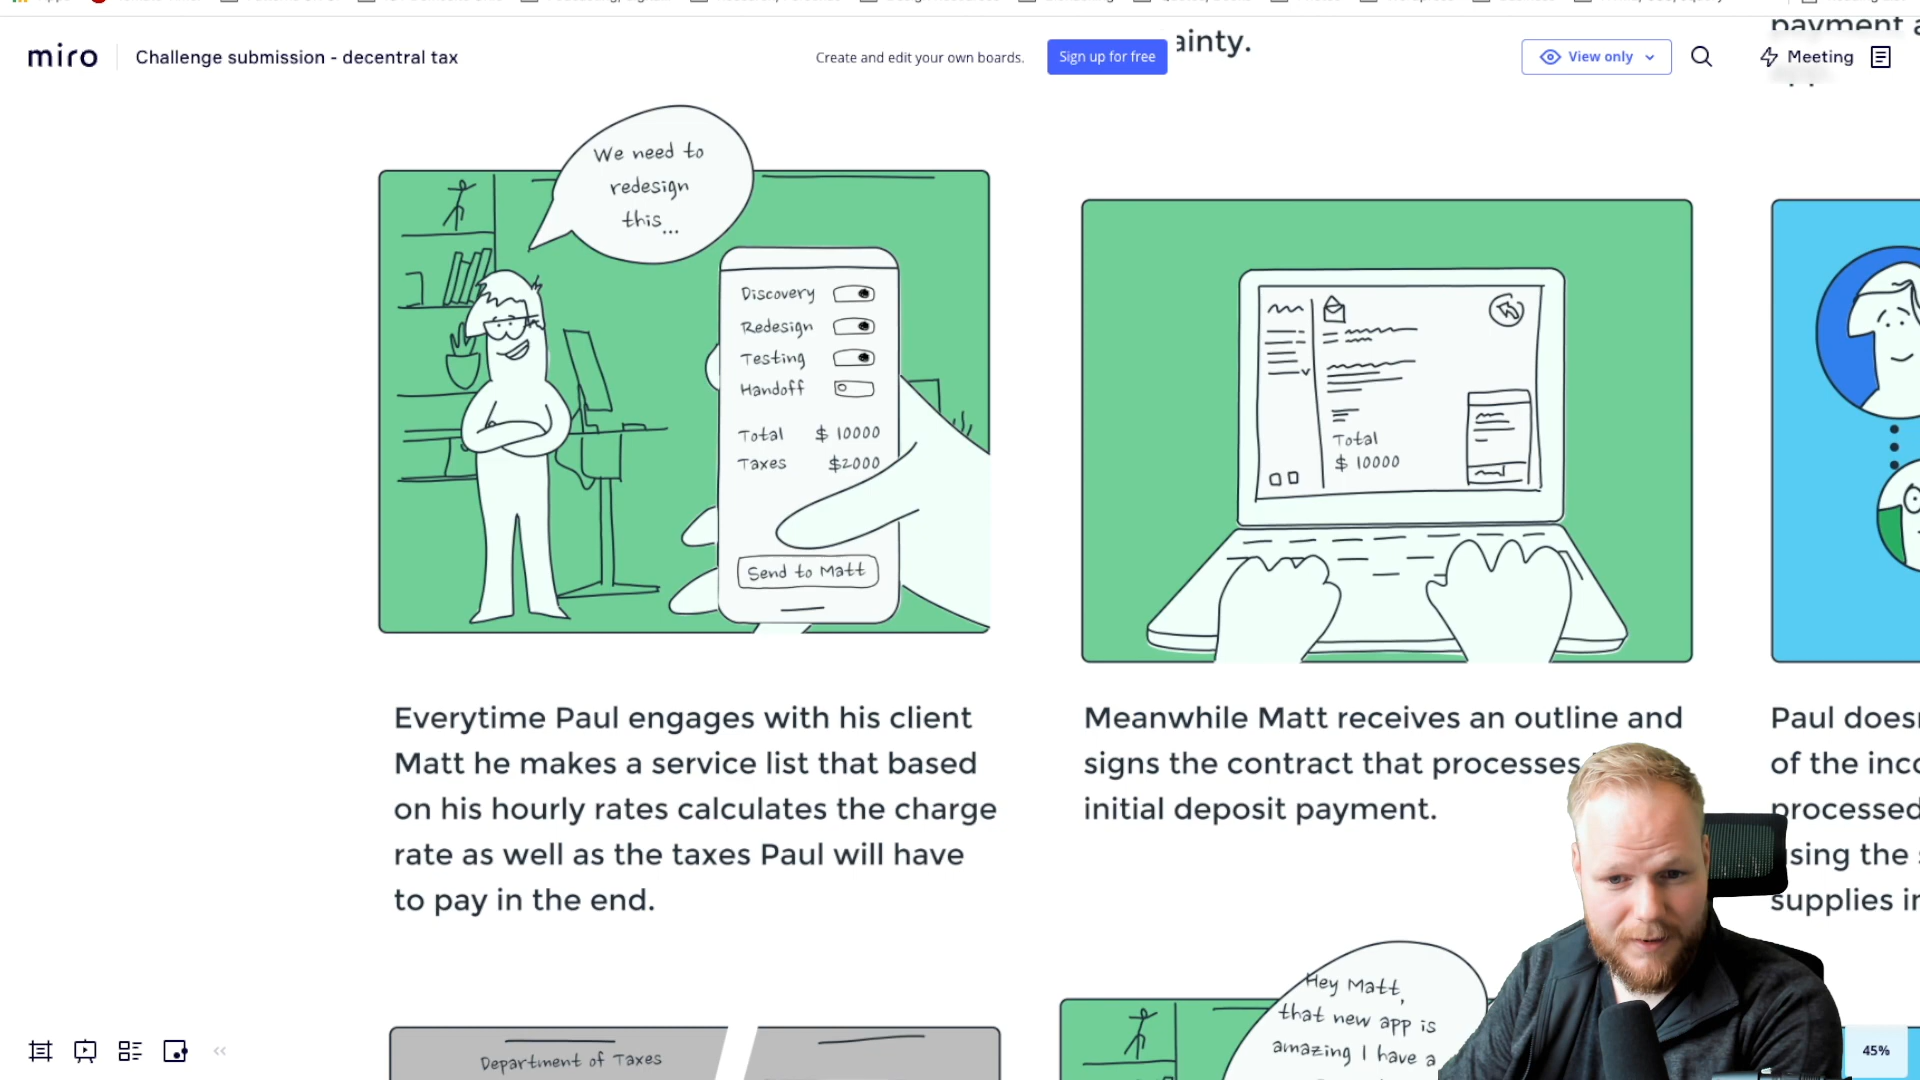 miro
Challenge submission - decentral tax
Create and edit your own boards.
Sign up for free
ainty.
View only
Meeting
payment a
We need to
redesign
this...
Discovery
Redesign
Testing
Handoff
Total $ 10000
Taxes $2000
Send to Matt
Total
$ 10000
Everytime Paul engages with his client
Matt he makes a service list that based
on his hourly rates calculates the charge
rate as well as the taxes Paul will have
to pay in the end.
Meanwhile Matt receives an outline and
signs the contract that processes
initial deposit payment.
Paul does
of the inco
processed
using the s
supplies in
Department of Taxes
Hey Matt,
that new app is
amazing I have a
45%